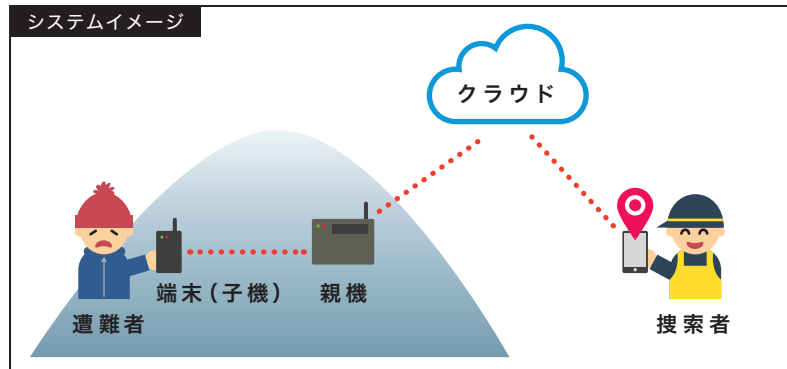 システムイメージ
クラウド
端末(子機)
親機
遭難者
捜索者